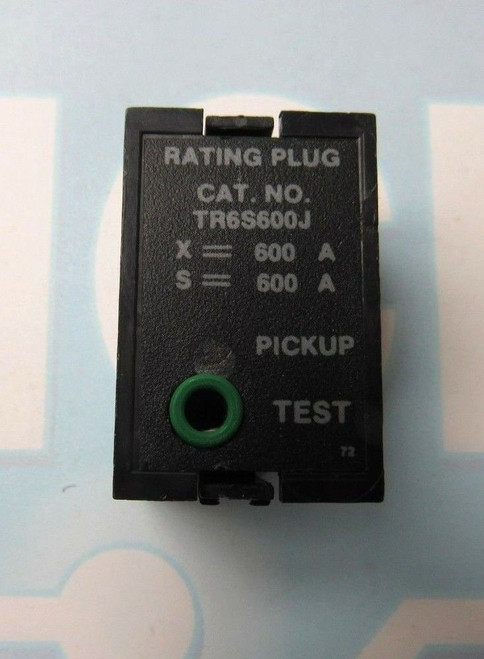 RATING PLUG
CAT. NO.
TR6S600J
X = 600 A
S = 600 A
PICKUP
TEST
72